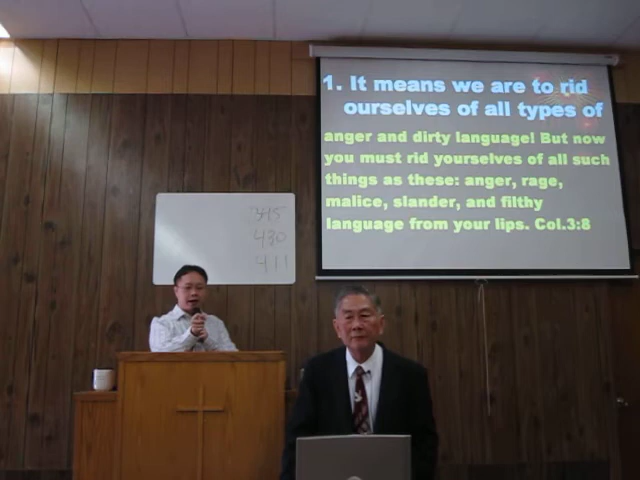 1. It means we are to rid
ourselves of all types of
anger and dirty language! But now
you must rid yourselves of all such
things as these: anger, rage,
malice, slander, and filthy
language from your lips. Col.3:8
345
430
411